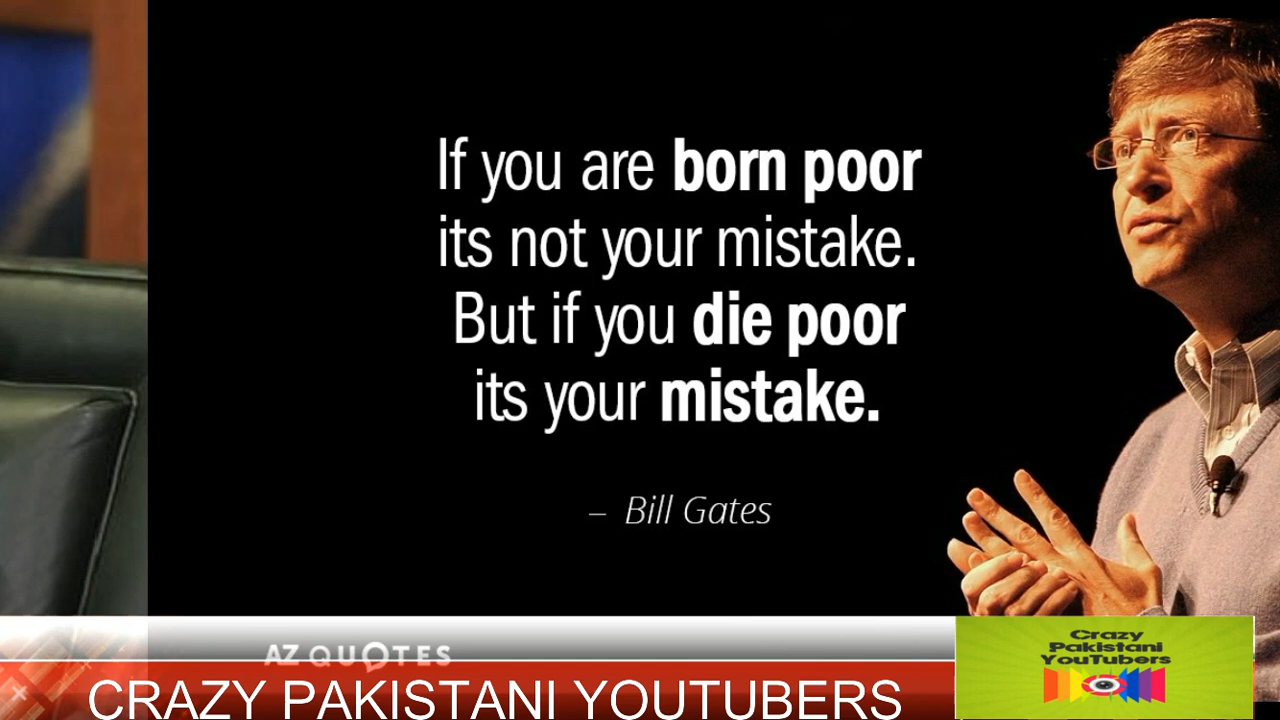 If you are born poor
its not your mistake.
But if you die poor
its your mistake.
– Bill Gates
AZ QUOTES
CRAZY PAKISTANI YOUTUBERS
Crazy
Pakistani
YouTubers